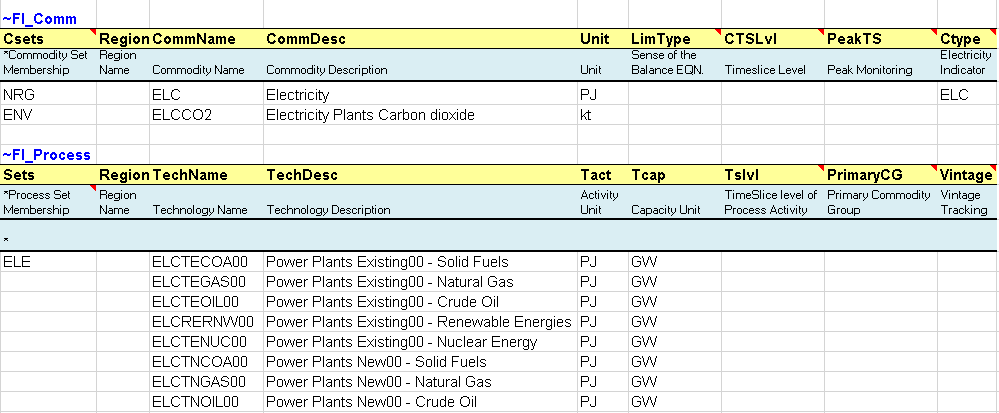 ~FI_Comm
Csets Region CommName CommDesc Unit LimType CTSLvl PeakTS Ctype
*Commodity Set Membership Region Name Commodity Name Commodity Description Unit Sense of the Balance EQN. Timeslice Level Peak Monitoring Electricity Indicator
NRG ELC Electricity PJ ELC
ENV ELCCO2 Electricity Plants Carbon dioxide kt
~FI_Process
Sets Region TechName TechDesc Tact Tcap Tslvl PrimaryCG Vintage
*Process Set Membership Region Name Technology Name Technology Description Activity Unit Capacity Unit TimeSlice level of Process Activity Primary Commodity Group Vintage Tracking
*
ELE ELCTECOA00 Power Plants Existing00 - Solid Fuels PJ GW
ELCTEGAS00 Power Plants Existing00 - Natural Gas PJ GW
ELCTEOIL00 Power Plants Existing00 - Crude Oil PJ GW
ELCRERNW00 Power Plants Existing00 - Renewable Energies PJ GW
ELCTENUC00 Power Plants Existing00 - Nuclear Energy PJ GW
ELCTNCOA00 Power Plants New00 - Solid Fuels PJ GW
ELCTNGAS00 Power Plants New00 - Natural Gas PJ GW
ELCTNOIL00 Power Plants New00 - Crude Oil PJ GW